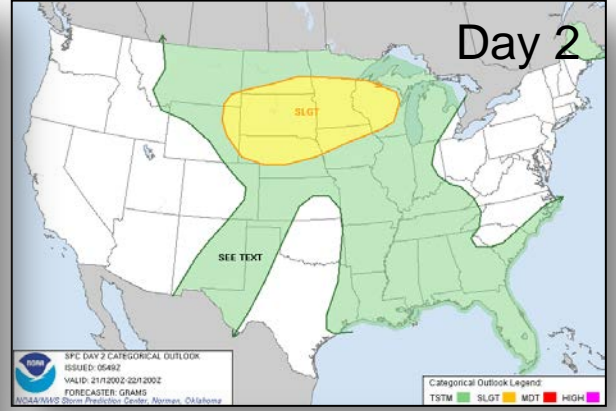 Day 2
SLGT
SEE TEXT
noaa
SPC DAY 2 CATEGORICAL OUTLOOK
ISSUED: 0549Z
VALID: 21/1200Z-22/1200Z
FORECASTER: GRAMS
NOAA/NWS Storm Prediction Center, Norman, Oklahoma
Categorical Outlook Legend:
TSTM SLGT MDT HIGH